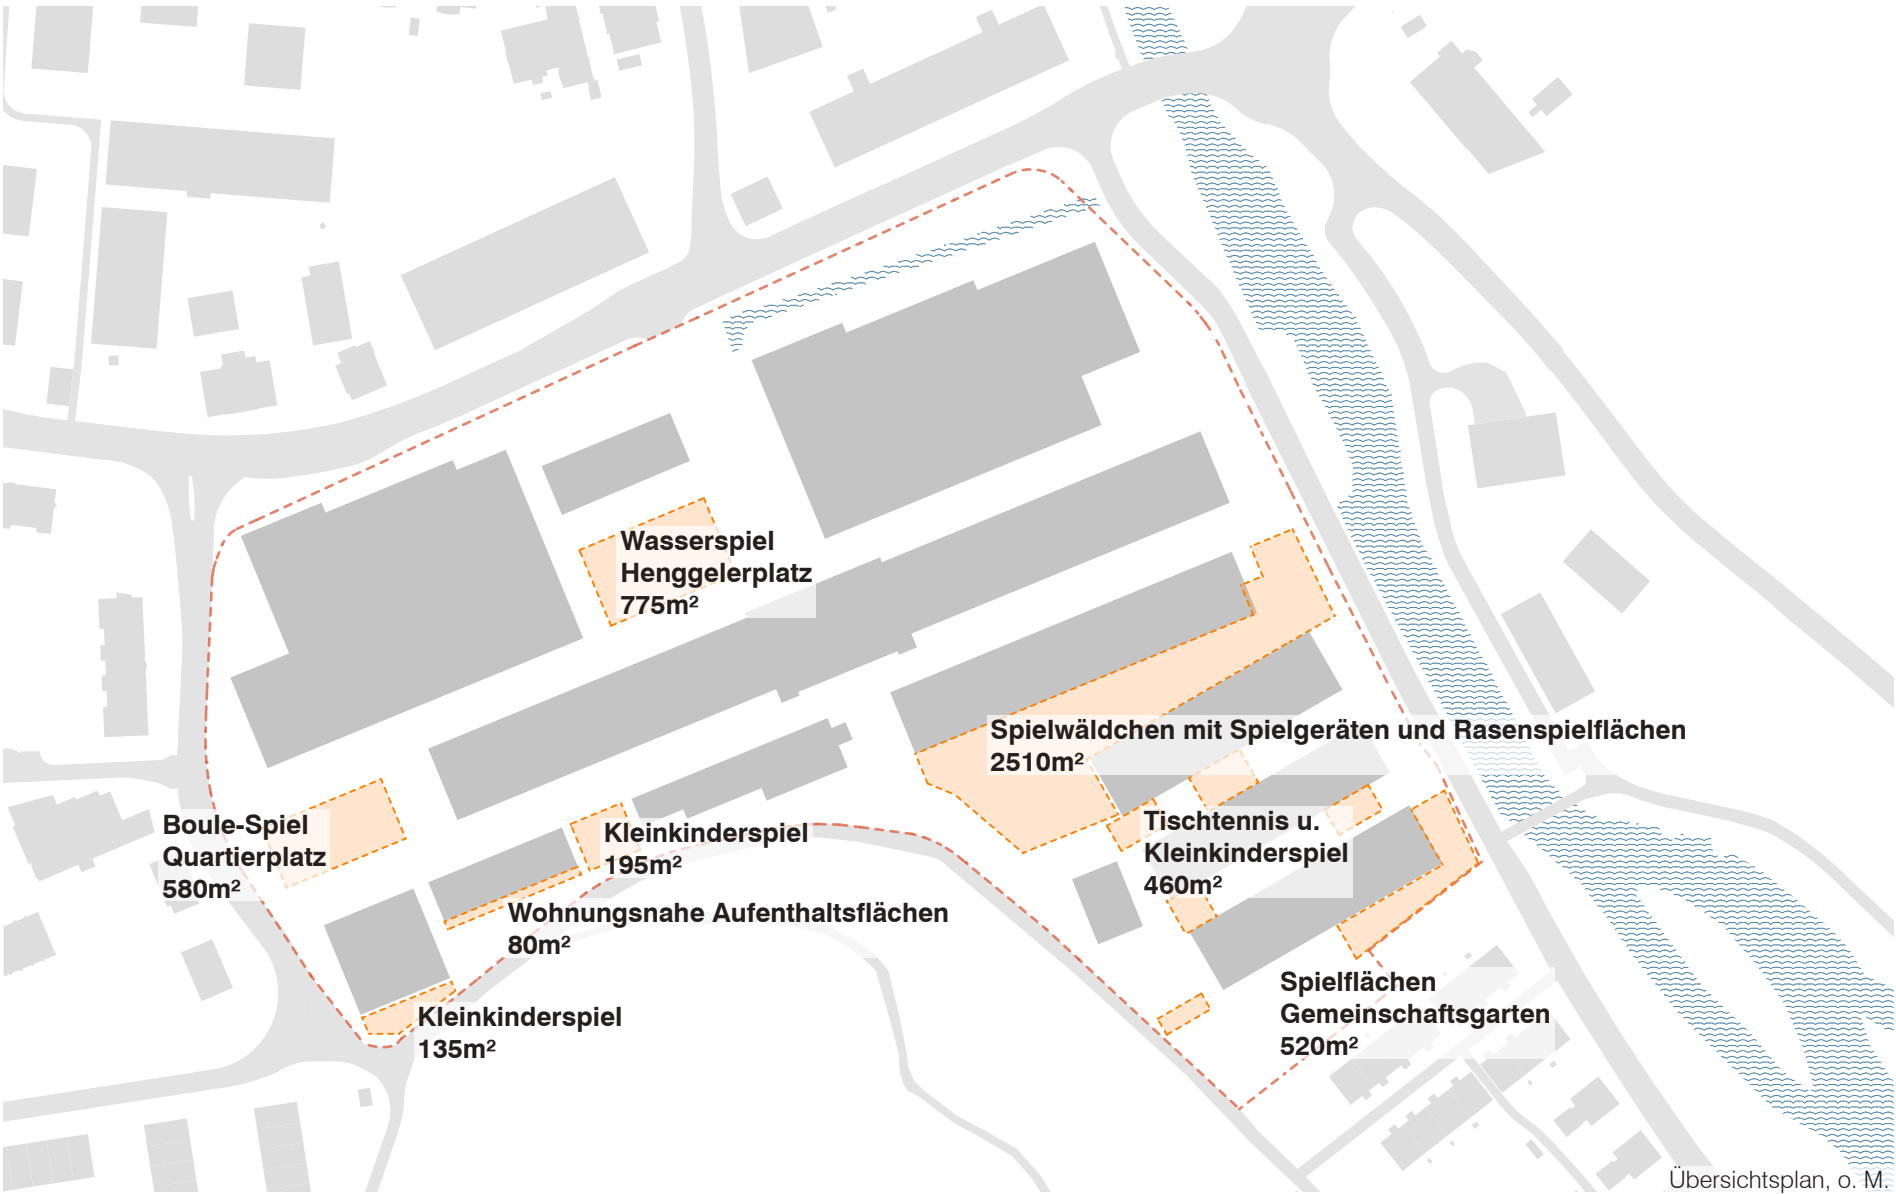 Wasserspiel
Henggelerplatz
775m²
Spielwäldchen mit Spielgeräten und Rasenspielflächen
2510m²
Boule-Spiel
Quartierplatz
580m²
Kleinkinderspiel
195m²
Tischtennis u.
Kleinkinderspiel
460m²
Wohnungsnahe Aufenthaltsflächen
80m²
Spielflächen
Gemeinschaftsgarten
520m²
Kleinkinderspiel
135m²
Übersichtsplan, o. M.